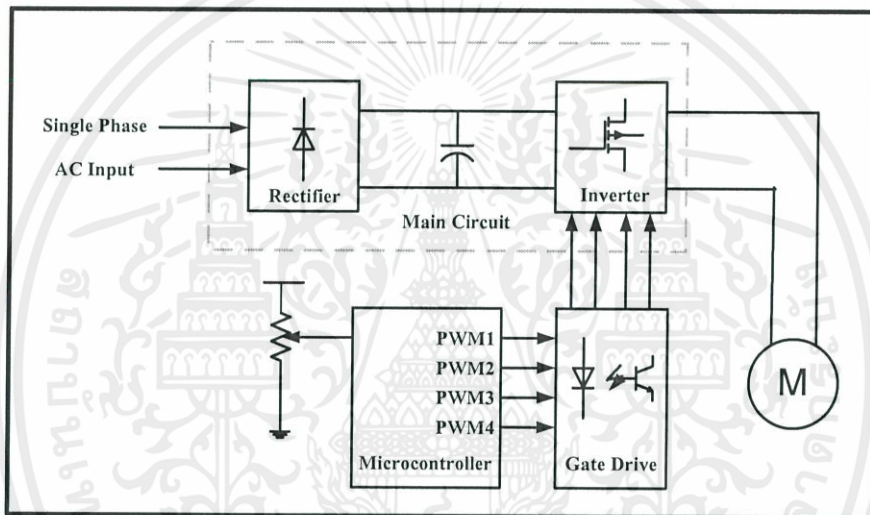 Single Phase
AC Input
Rectifier
Inverter
Main Circuit
PWM1
PWM2
PWM3
PWM4
Microcontroller
Gate Drive
M